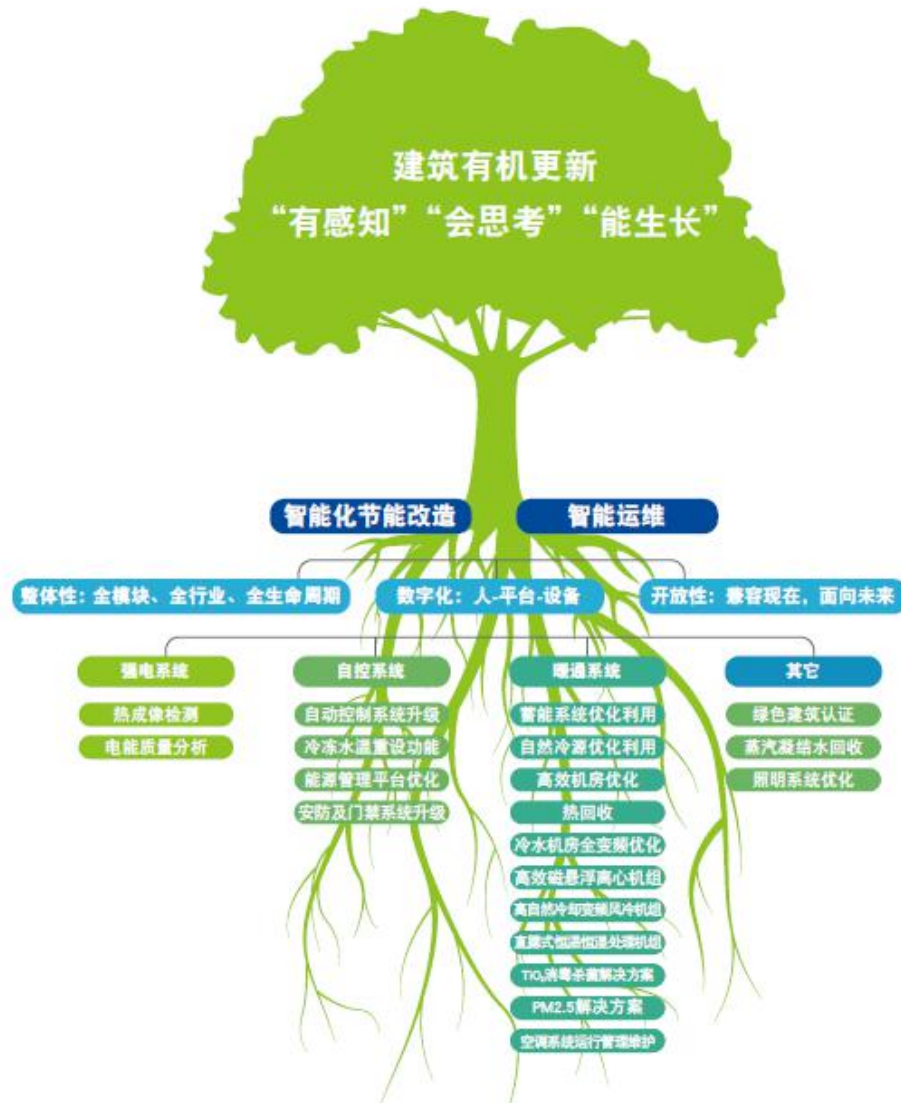 建筑有机更新
“有感知”“会思考”“能生长”
智能化节能改造
智能运维
整体性：全模块、全行业、全生命周期
数字化：人-平台-设备
开放性：兼容现在，面向未来
强电系统
热成像检测
电能质量分析
自控系统
自动控制系统升级
冷冻水温重设功能
能源管理平台优化
安防及门禁系统升级
暖通系统
蓄能系统优化利用
自然冷源优化利用
高效机房优化
热回收
冷水机房全变频优化
高效磁悬浮离心机组
高自然冷却变频风冷机组
直膨式恒温恒湿处理机组
TiO₂消毒杀菌解决方案
PM2.5解决方案
空调系统运行管理维护
其它
绿色建筑认证
蒸汽凝结水回收
照明系统优化